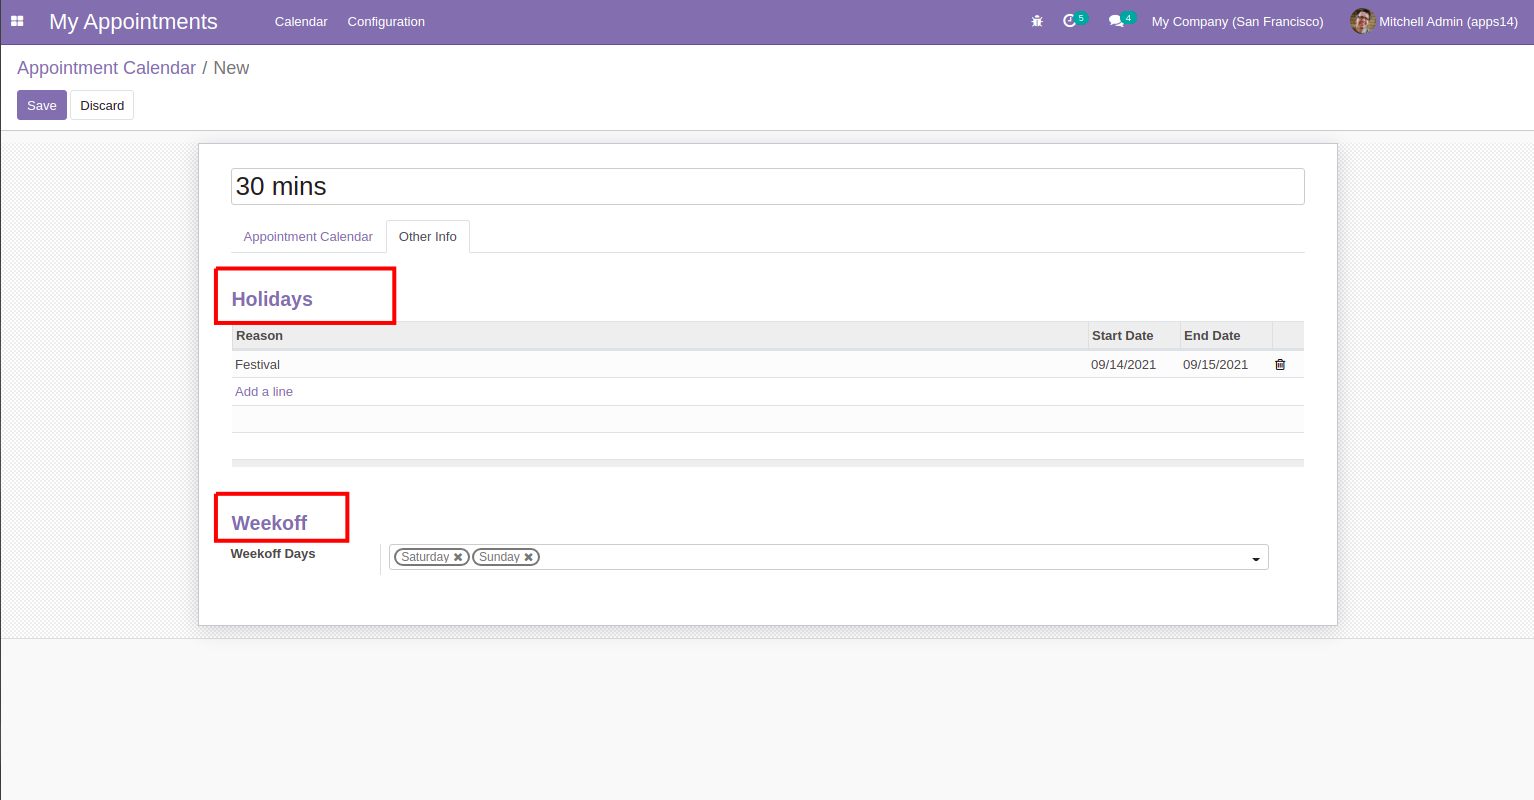 My Appointments Calendar Configuration 5 4 My Company (San Francisco) Mitchell Admin (apps14)
Appointment Calendar / New
Save Discard
30 mins
Appointment Calendar Other Info
Holidays
Reason Start Date End Date
Festival 09/14/2021 09/15/2021
Add a line
Weekoff
Weekoff Days Saturday Sunday